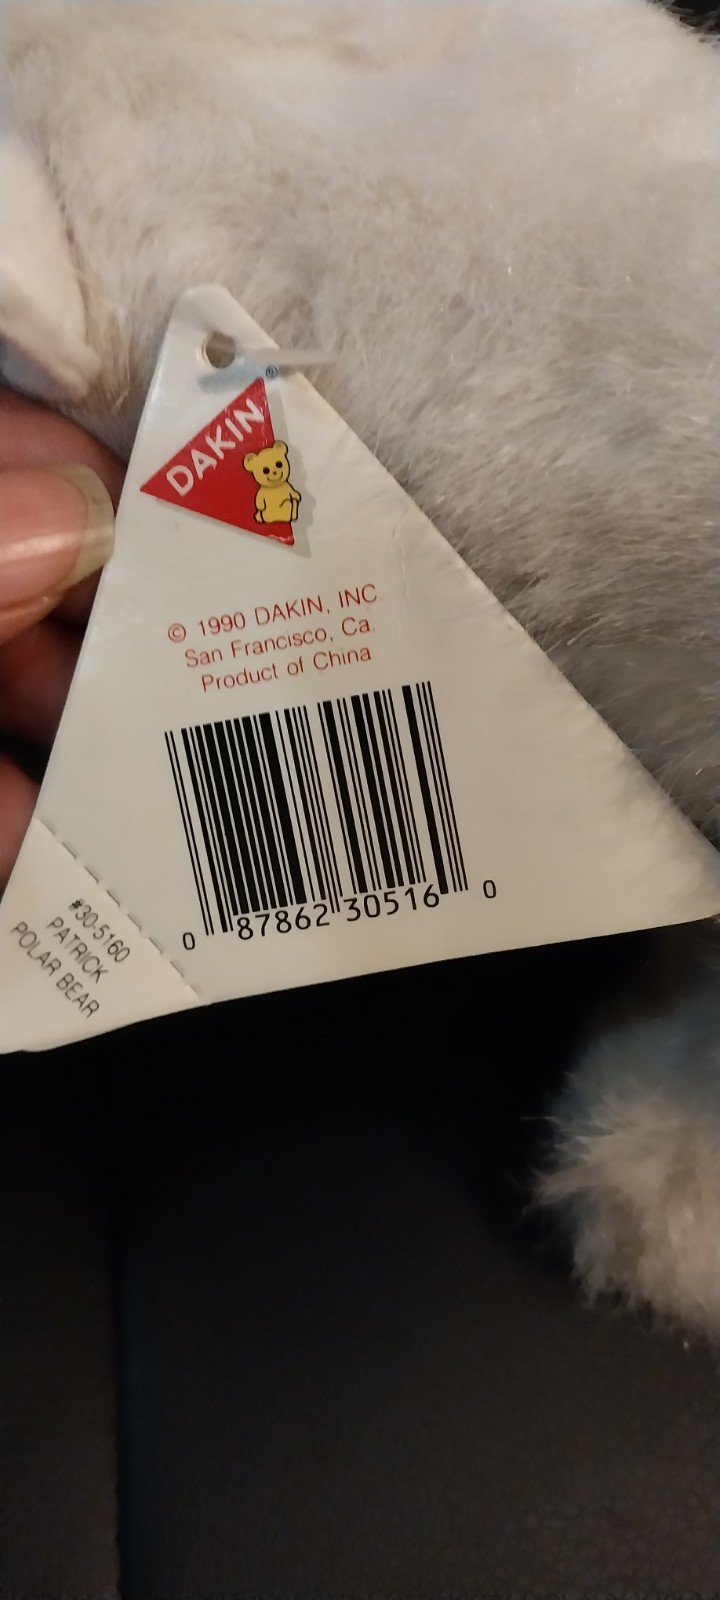 ®
DAKIN
© 1990 DAKIN, INC.
San Francisco, Ca.
Product of China
0 87862 30516 0
#30-5160
PATRICK
POLAR BEAR